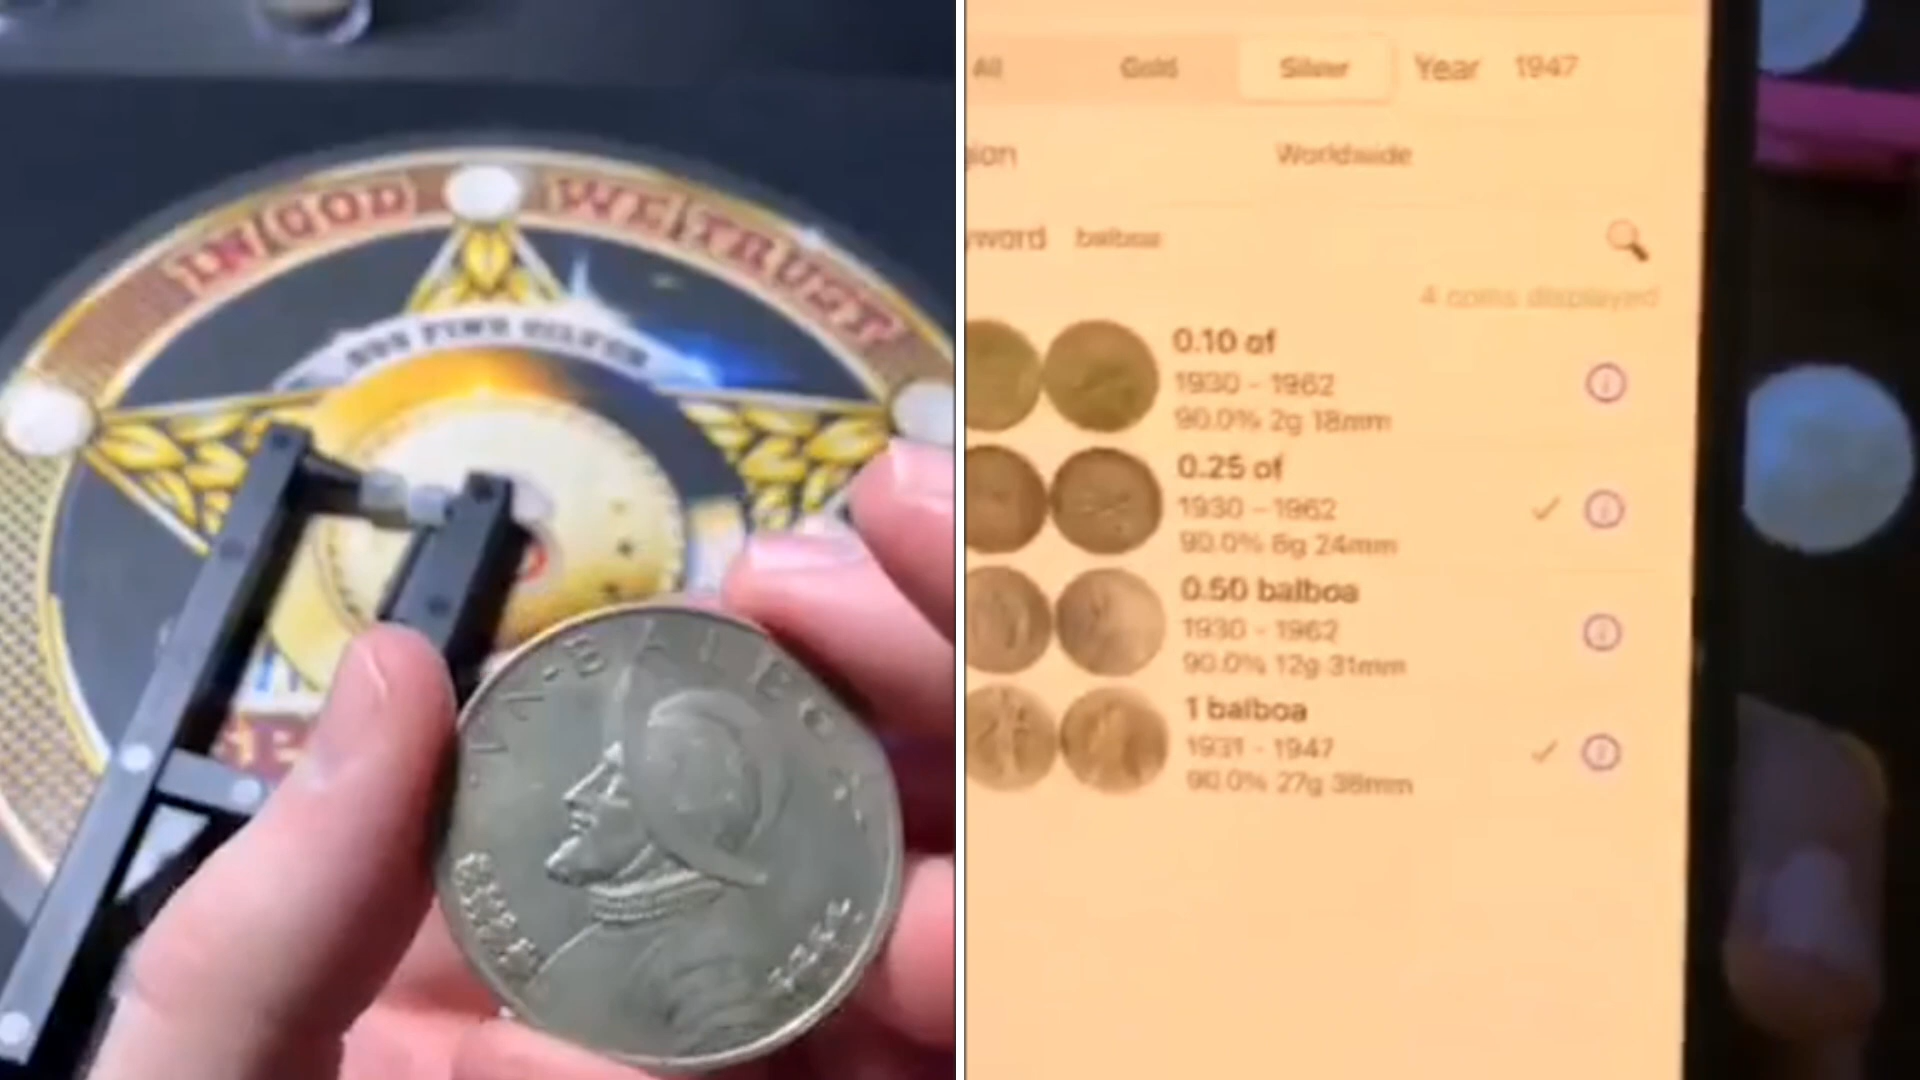 IN GOD WE TRUST
FINE SILVER
All Gold Silver Year 1947
gion Worldwide
yword balboa
4 coins displayed
0.10 of
1930 - 1962
90.0% 2g 18mm
0.25 of
1930 - 1962
90.0% 6g 24mm
0.50 balboa
1930 - 1962
90.0% 12g 31mm
1 balboa
1931 - 1947
90.0% 27g 38mm